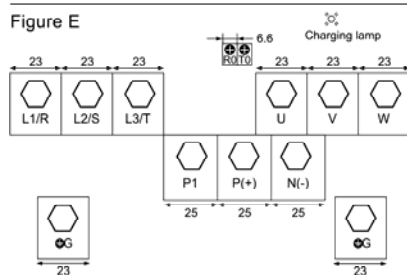 Figure E
Charging lamp
6.6
R0 T0
23 23 23 23 23 23
L1/R L2/S L3/T U V W
P1 P(+) N(-)
25 25 25
G G
23 23